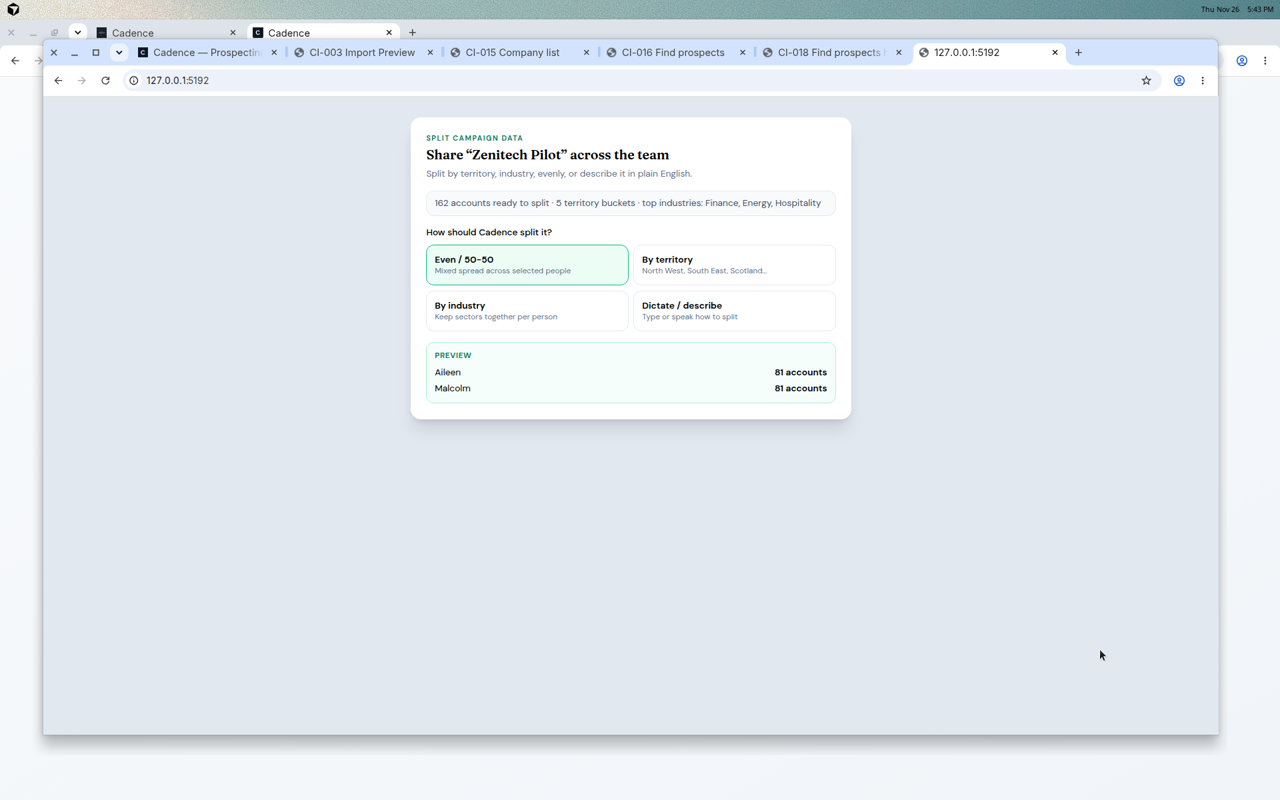 Thu Nov 26 5:43 PM
Cadence
Cadence
Cadence — Prospectin
CI-003 Import Preview
CI-015 Company list
CI-016 Find prospects
CI-018 Find prospects
127.0.0.1:5192
127.0.0.1:5192
SPLIT CAMPAIGN DATA
Share “Zenitech Pilot” across the team
Split by territory, industry, evenly, or describe it in plain English.
162 accounts ready to split · 5 territory buckets · top industries: Finance, Energy, Hospitality
How should Cadence split it?
Even / 50–50
Mixed spread across selected people
By territory
North West, South East, Scotland…
By industry
Keep sectors together per person
Dictate / describe
Type or speak how to split
PREVIEW
Aileen 81 accounts
Malcolm 81 accounts